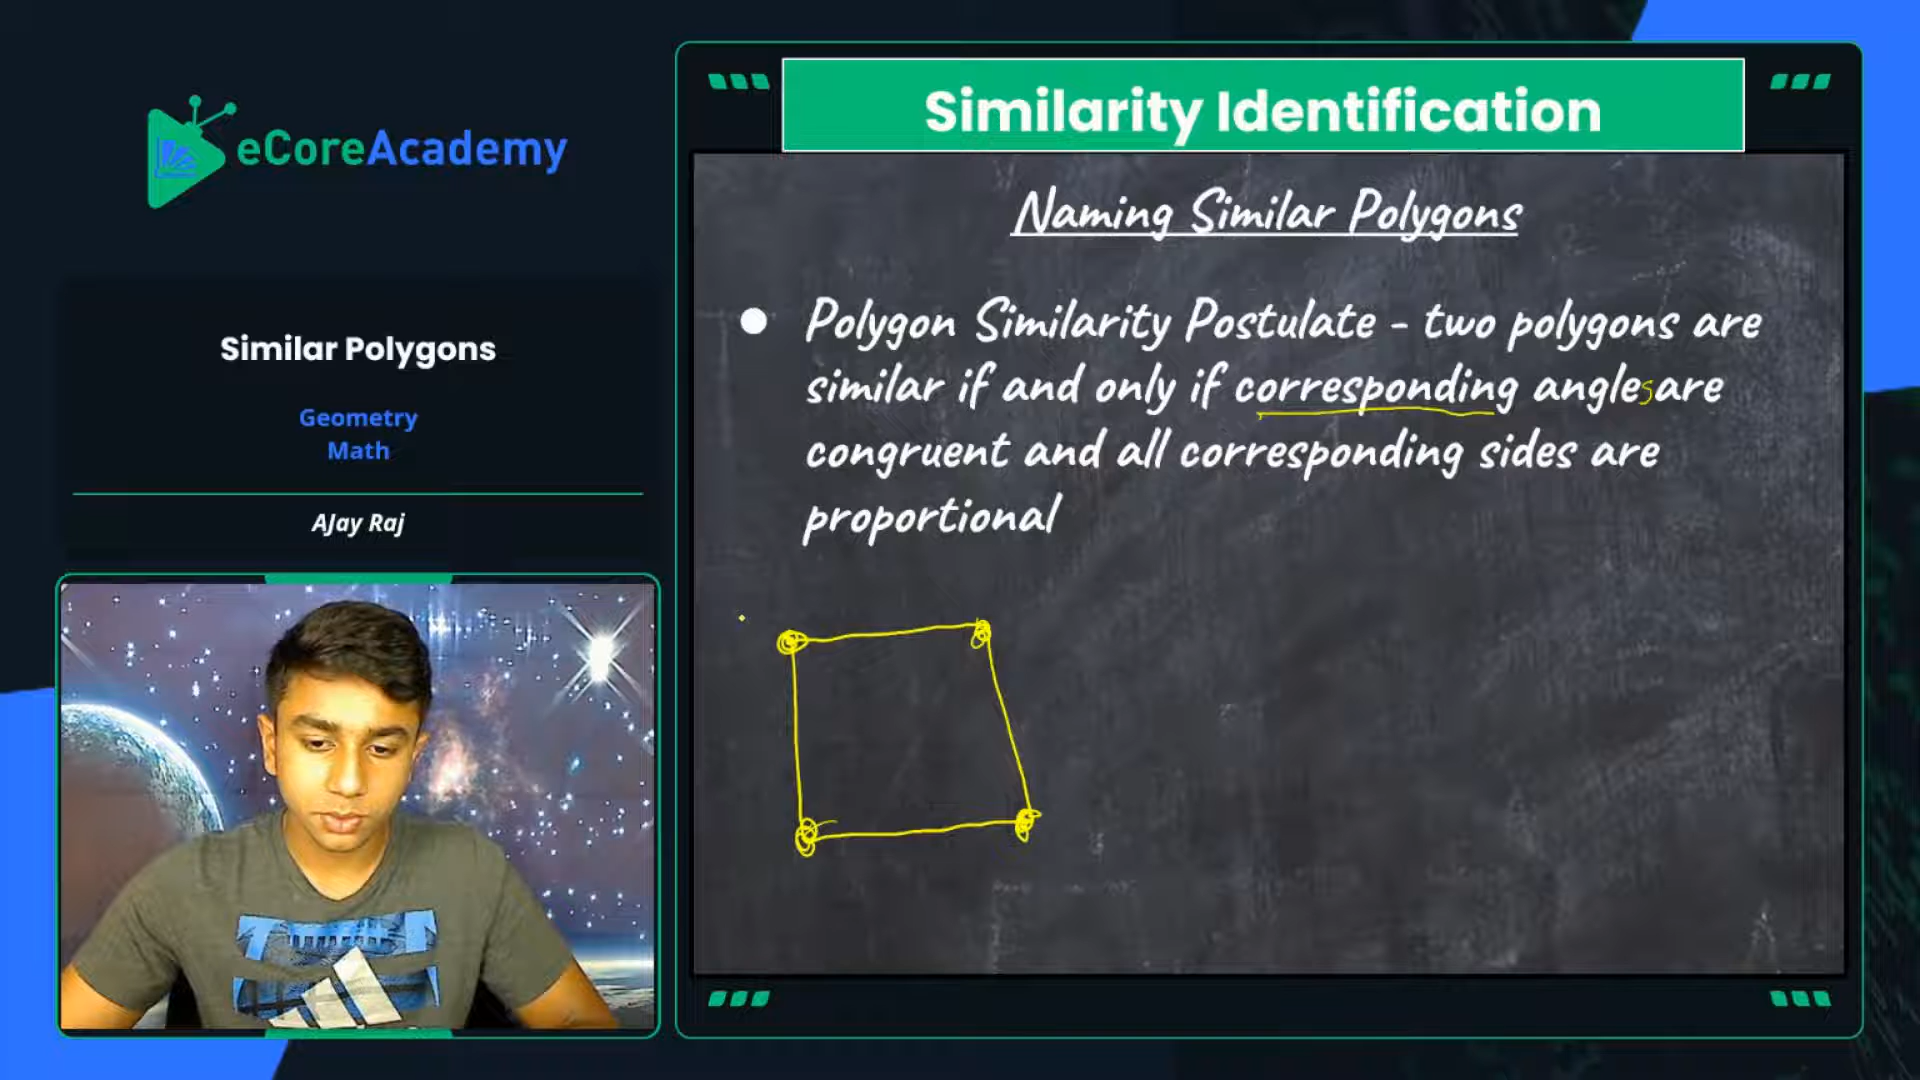 eCoreAcademy
Similar Polygons
Geometry
Math
AJay Raj
Similarity Identification
Naming Similar Polygons
Polygon Similarity Postulate - two polygons are
similar if and only if corresponding angles are
congruent and all corresponding sides are
proportional